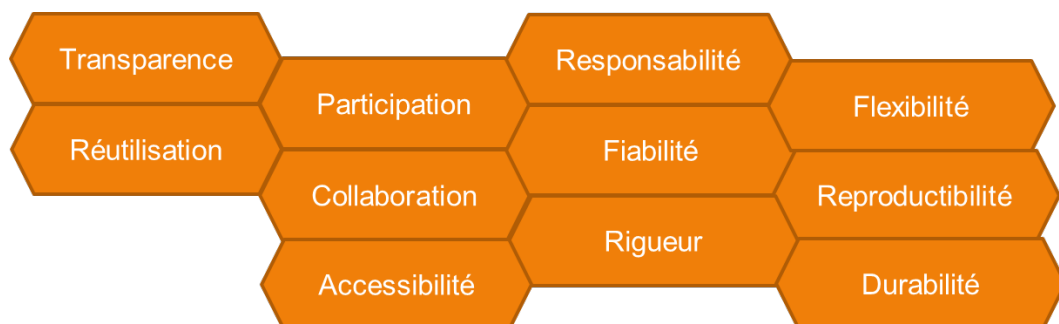 Transparence
Réutilisation
Participation
Collaboration
Accessibilité
Responsabilité
Fiabilité
Rigueur
Flexibilité
Reproductibilité
Durabilité